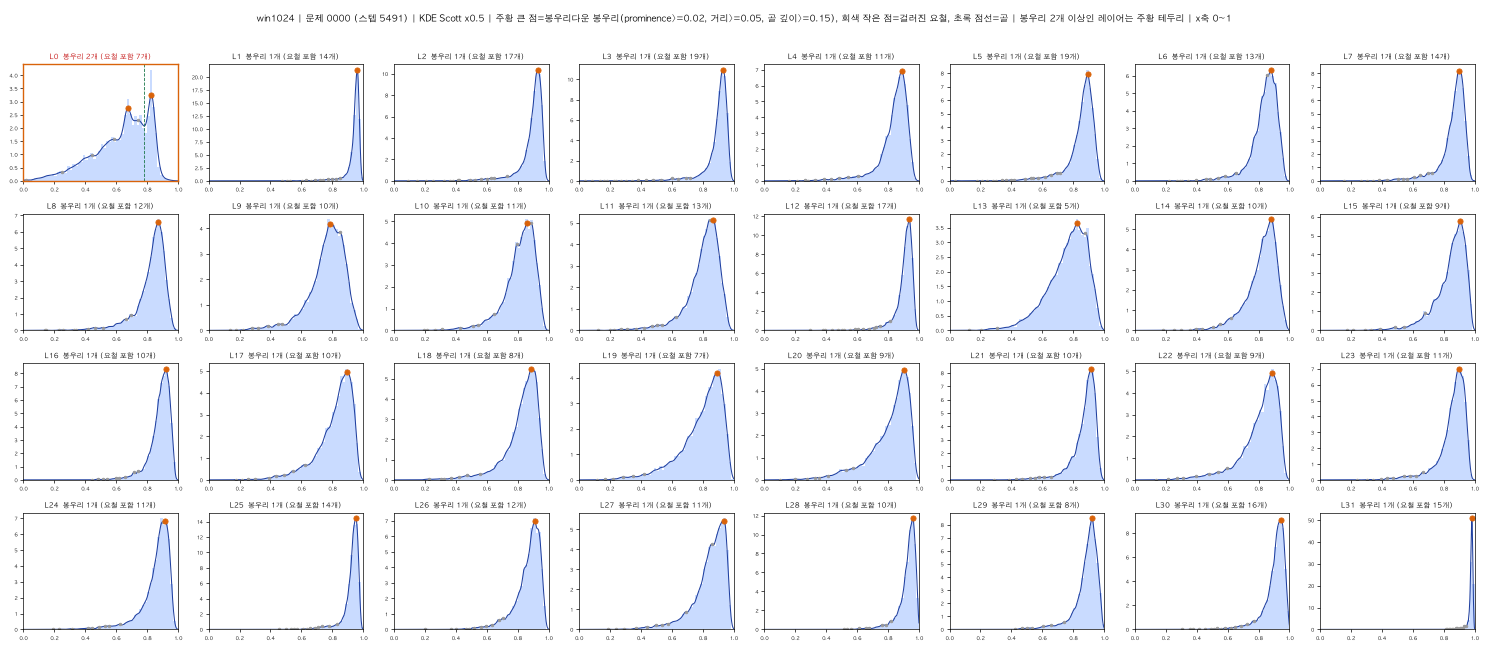 win1024 | 문제 0000 (스텝 5491) | KDE Scott x0.5 | 주황 큰 점=봉우리다운 봉우리(prominence>=0.02, 거리>=0.05, 골 깊이>=0.15), 회색 작은 점=걸러진 요철, 초록 점선=골 | 봉우리 2개 이상인 레이어는 주황 테두리 | x축 0~1
L0 봉우리 2개 (요철 포함 7개)
L1 봉우리 1개 (요철 포함 14개)
L2 봉우리 1개 (요철 포함 17개)
L3 봉우리 1개 (요철 포함 19개)
L4 봉우리 1개 (요철 포함 11개)
L5 봉우리 1개 (요철 포함 19개)
L6 봉우리 1개 (요철 포함 13개)
L7 봉우리 1개 (요철 포함 14개)
L8 봉우리 1개 (요철 포함 12개)
L9 봉우리 1개 (요철 포함 10개)
L10 봉우리 1개 (요철 포함 11개)
L11 봉우리 1개 (요철 포함 13개)
L12 봉우리 1개 (요철 포함 17개)
L13 봉우리 1개 (요철 포함 5개)
L14 봉우리 1개 (요철 포함 10개)
L15 봉우리 1개 (요철 포함 9개)
L16 봉우리 1개 (요철 포함 10개)
L17 봉우리 1개 (요철 포함 10개)
L18 봉우리 1개 (요철 포함 8개)
L19 봉우리 1개 (요철 포함 7개)
L20 봉우리 1개 (요철 포함 9개)
L21 봉우리 1개 (요철 포함 10개)
L22 봉우리 1개 (요철 포함 9개)
L23 봉우리 1개 (요철 포함 11개)
L24 봉우리 1개 (요철 포함 11개)
L25 봉우리 1개 (요철 포함 14개)
L26 봉우리 1개 (요철 포함 12개)
L27 봉우리 1개 (요철 포함 11개)
L28 봉우리 1개 (요철 포함 10개)
L29 봉우리 1개 (요철 포함 8개)
L30 봉우리 1개 (요철 포함 16개)
L31 봉우리 1개 (요철 포함 15개)